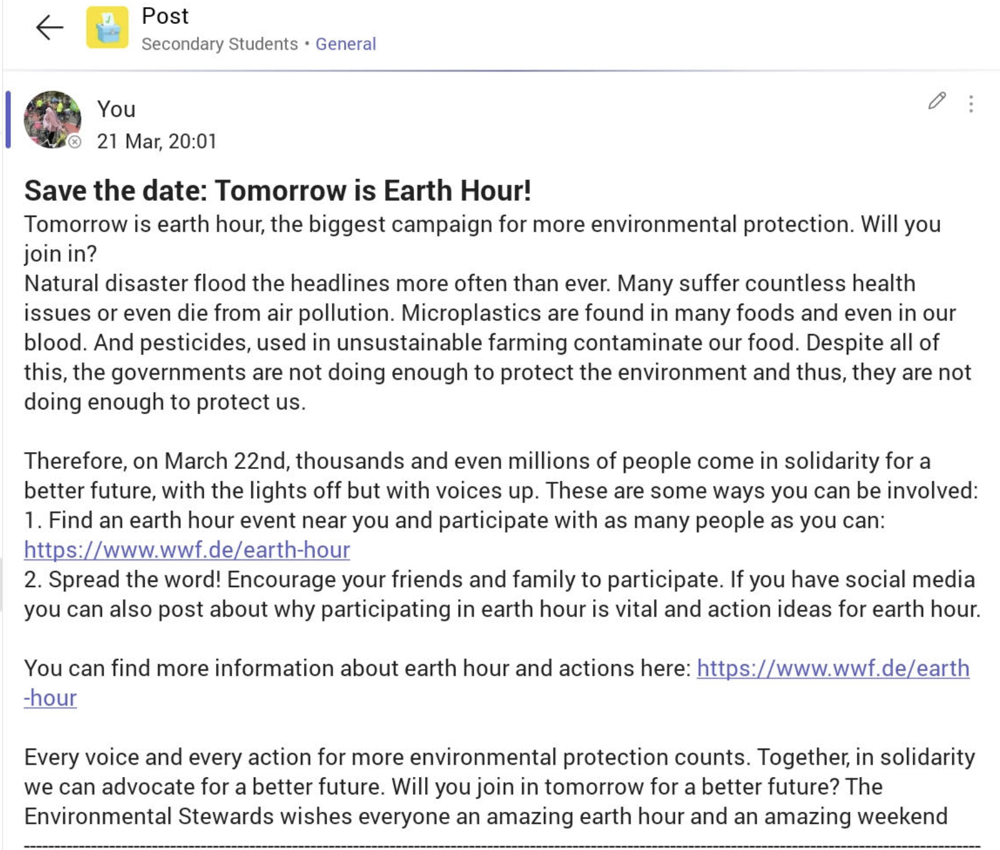 Post
Secondary Students • General
You
21 Mar, 20:01
Save the date: Tomorrow is Earth Hour!
Tomorrow is earth hour, the biggest campaign for more environmental protection. Will you
join in?
Natural disaster flood the headlines more often than ever. Many suffer countless health
issues or even die from air pollution. Microplastics are found in many foods and even in our
blood. And pesticides, used in unsustainable farming contaminate our food. Despite all of
this, the governments are not doing enough to protect the environment and thus, they are not
doing enough to protect us.
Therefore, on March 22nd, thousands and even millions of people come in solidarity for a
better future, with the lights off but with voices up. These are some ways you can be involved:
1. Find an earth hour event near you and participate with as many people as you can:
https://www.wwf.de/earth-hour
2. Spread the word! Encourage your friends and family to participate. If you have social media
you can also post about why participating in earth hour is vital and action ideas for earth hour.
You can find more information about earth hour and actions here: https://www.wwf.de/earth
-hour
Every voice and every action for more environmental protection counts. Together, in solidarity
we can advocate for a better future. Will you join in tomorrow for a better future? The
Environmental Stewards wishes everyone an amazing earth hour and an amazing weekend